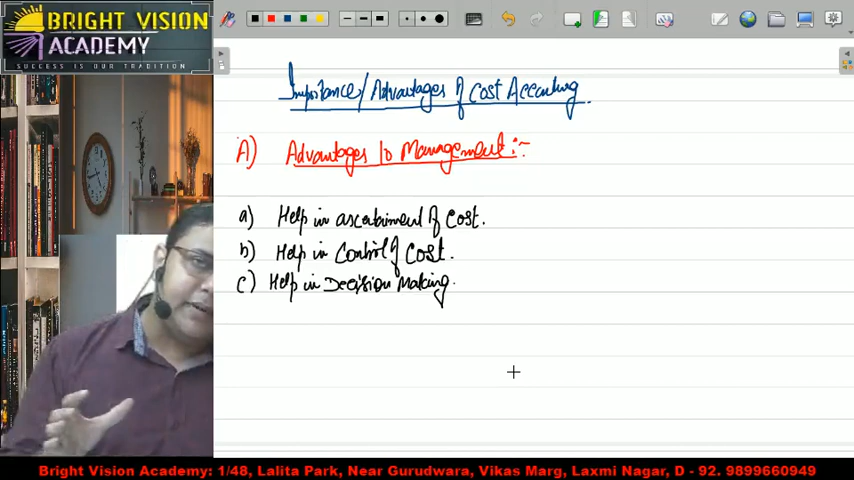 BRIGHT VISION
ACADEMY
SUCCESS IS OUR TRADITION
Importance/Advantages of Cost Accounting.
A) Advantages to Management:-
a) Help in ascertainment of Cost.
b) Help in Control of Cost.
c) Help in Decision Making.
Bright Vision Academy: 1/48, Lalita Park, Near Gurudwara, Vikas Marg, Laxmi Nagar, D - 92. 9899660949